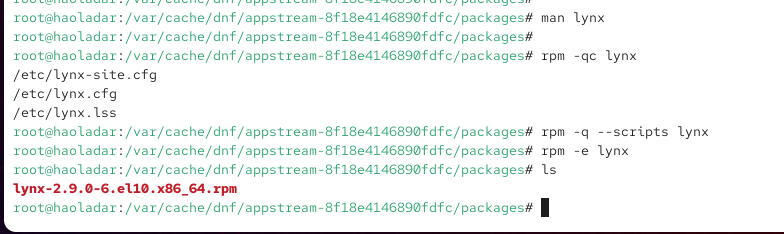 root@haoladar:/var/cache/dnf/appstream-8f18e4146890fdfc/packages# man lynx
root@haoladar:/var/cache/dnf/appstream-8f18e4146890fdfc/packages#
root@haoladar:/var/cache/dnf/appstream-8f18e4146890fdfc/packages# rpm -qc lynx
/etc/lynx-site.cfg
/etc/lynx.cfg
/etc/lynx.lss
root@haoladar:/var/cache/dnf/appstream-8f18e4146890fdfc/packages# rpm -q --scripts lynx
root@haoladar:/var/cache/dnf/appstream-8f18e4146890fdfc/packages# rpm -e lynx
root@haoladar:/var/cache/dnf/appstream-8f18e4146890fdfc/packages# ls
lynx-2.9.0-6.el10.x86_64.rpm
root@haoladar:/var/cache/dnf/appstream-8f18e4146890fdfc/packages#